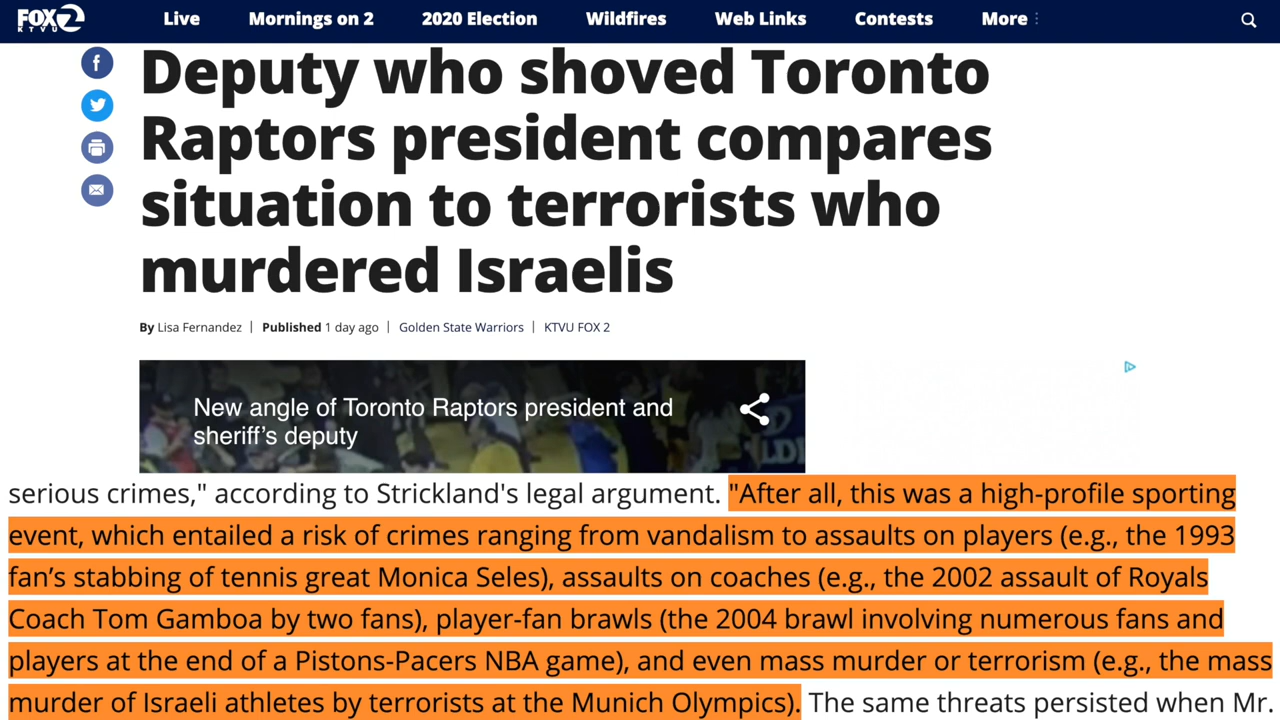 FOX 2
KTVU
Live Mornings on 2 2020 Election Wildfires Web Links Contests More
Deputy who shoved Toronto
Raptors president compares
situation to terrorists who
murdered Israelis
By Lisa Fernandez | Published 1 day ago | Golden State Warriors | KTVU FOX 2
New angle of Toronto Raptors president and
sheriff's deputy
serious crimes," according to Strickland's legal argument. "After all, this was a high-profile sporting
event, which entailed a risk of crimes ranging from vandalism to assaults on players (e.g., the 1993
fan’s stabbing of tennis great Monica Seles), assaults on coaches (e.g., the 2002 assault of Royals
Coach Tom Gamboa by two fans), player-fan brawls (the 2004 brawl involving numerous fans and
players at the end of a Pistons-Pacers NBA game), and even mass murder or terrorism (e.g., the mass
murder of Israeli athletes by terrorists at the Munich Olympics). The same threats persisted when Mr.